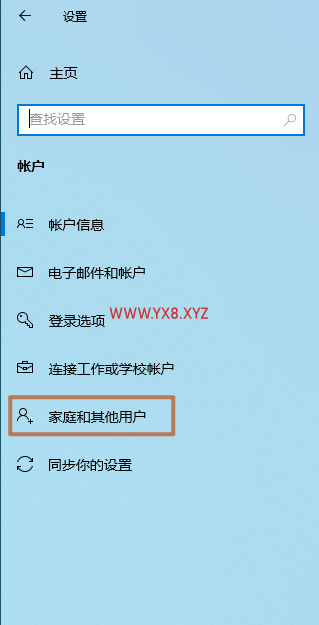 设置
主页
查找设置
帐户
帐户信息
电子邮件和帐户
登录选项
WWW.YX8.XYZ
连接工作或学校帐户
家庭和其他用户
同步你的设置